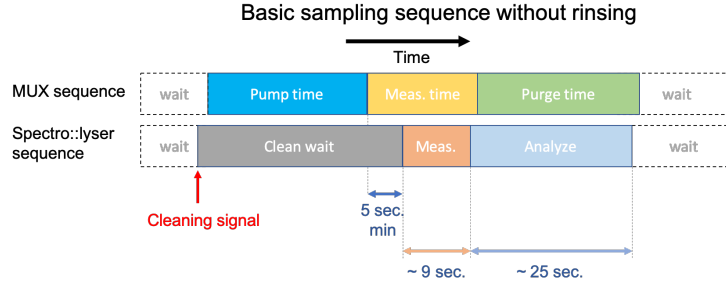 Basic sampling sequence without rinsing
Time
MUX sequence
wait
Pump time
Meas. time
Purge time
wait
Spectro::lyser
sequence
wait
Clean wait
Meas.
Analyze
wait
Cleaning signal
5 sec.
min
~ 9 sec.
~ 25 sec.